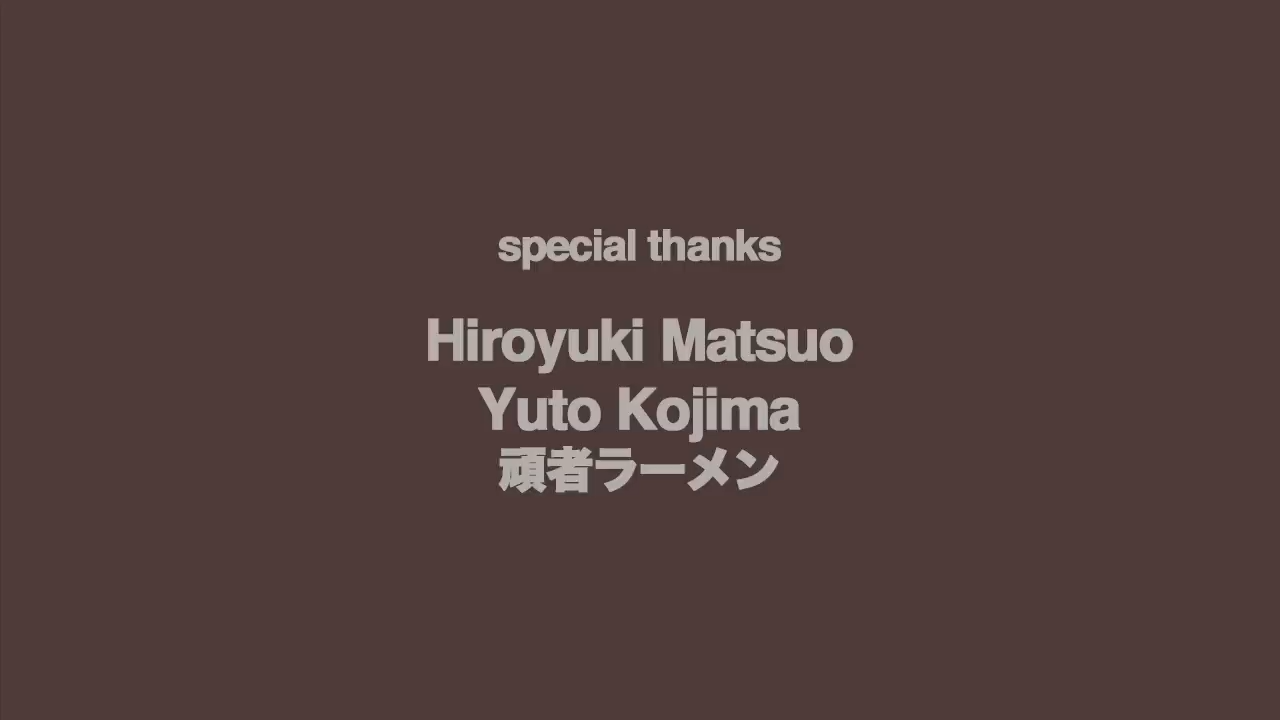 special thanks
Hiroyuki Matsuo
Yuto Kojima
頑者ラーメン